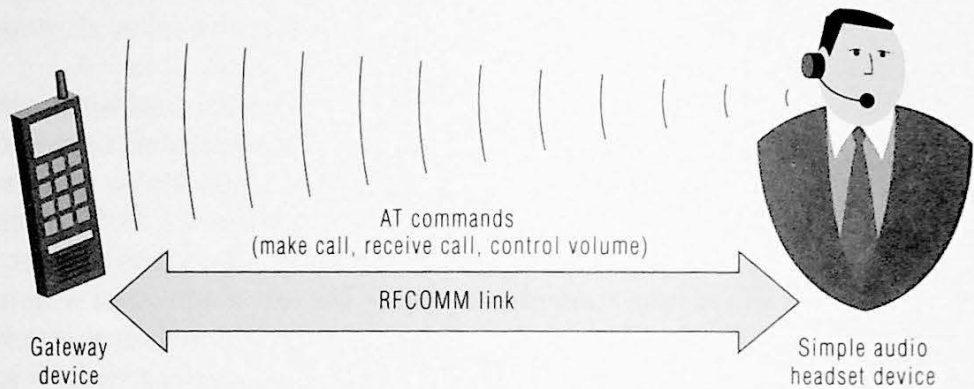 AT commands
(make call, receive call, control volume)
RFCOMM link
Gateway
device
Simple audio
headset device